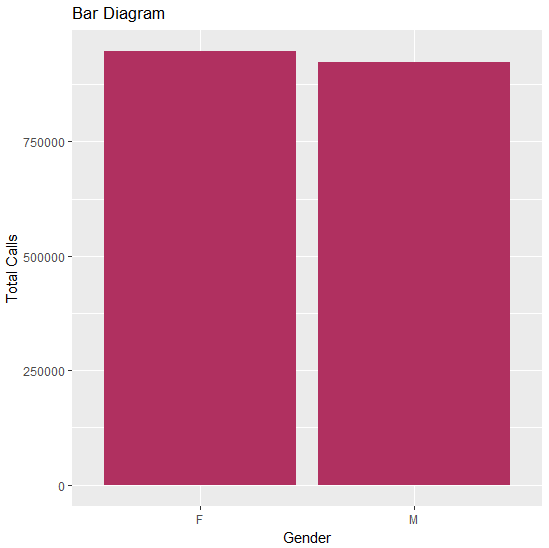 Bar Diagram
Total Calls
750000
500000
250000
0
F
M
Gender